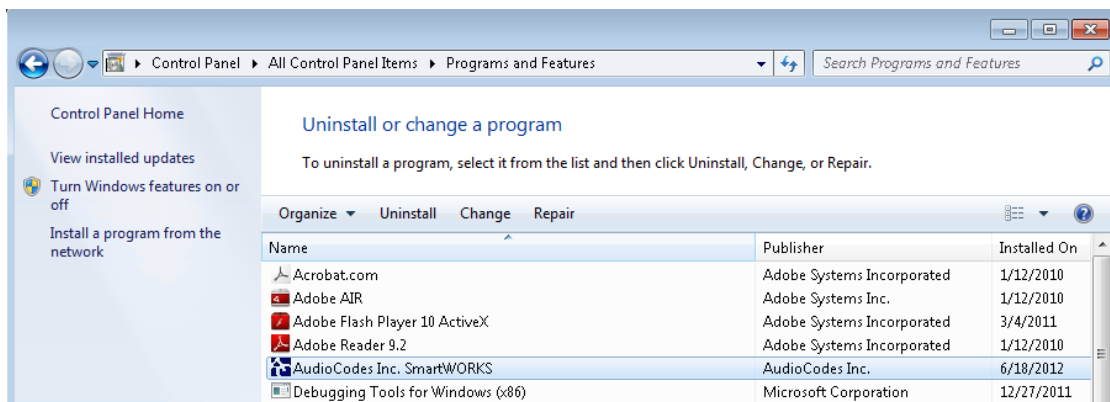 Control Panel All Control Panel Items Programs and Features Search Programs and Features
Control Panel Home
View installed updates
Turn Windows features on or
off
Install a program from the
network
Uninstall or change a program
To uninstall a program, select it from the list and then click Uninstall, Change, or Repair.
Organize Uninstall Change Repair
Name Publisher Installed On
Acrobat.com Adobe Systems Incorporated 1/12/2010
Adobe AIR Adobe Systems Inc. 1/12/2010
Adobe Flash Player 10 ActiveX Adobe Systems Incorporated 3/4/2011
Adobe Reader 9.2 Adobe Systems Incorporated 1/12/2010
AudioCodes Inc. SmartWORKS AudioCodes Inc. 6/18/2012
Debugging Tools for Windows (x86) Microsoft Corporation 12/27/2011